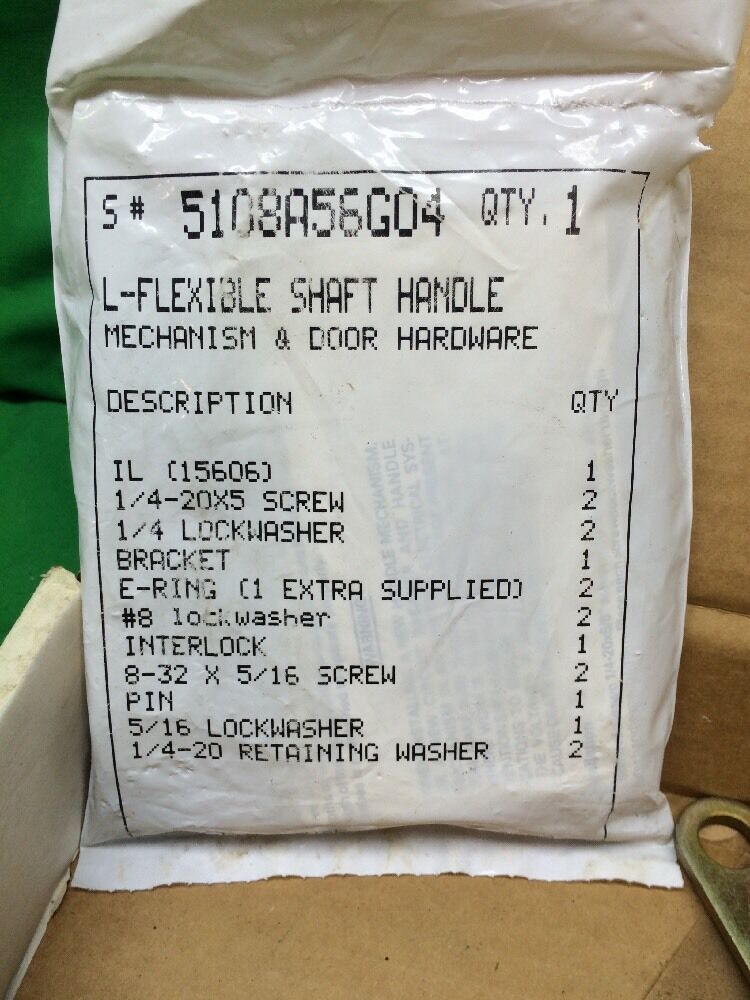 S# 5108A56G04 QTY. 1
L-FLEXIBLE SHAFT HANDLE
MECHANISM & DOOR HARDWARE
DESCRIPTION QTY
IL (15606) 1
1/4-20X5 SCREW 2
1/4 LOCKWASHER 2
BRACKET 1
E-RING (1 EXTRA SUPPLIED) 2
#8 lockwasher 2
INTERLOCK 1
8-32 X 5/16 SCREW 2
PIN 1
5/16 LOCKWASHER 1
1/4-20 RETAINING WASHER 2